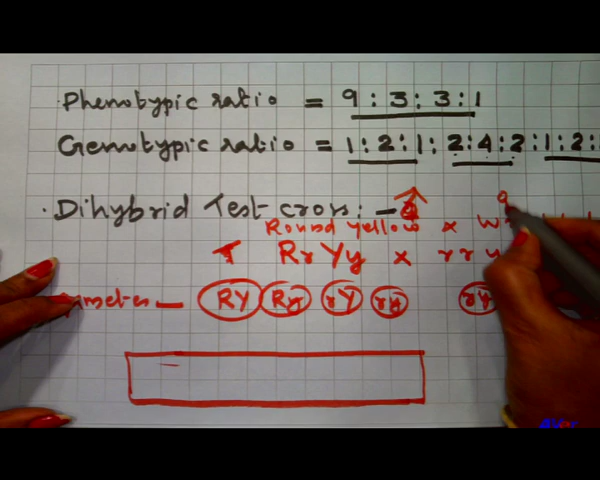 Phenotypic ratio = 9 : 3 : 3 : 1
Genotypic ratio = 1 : 2 : 1 : 2 : 4 : 2 : 1 : 2 :
. Dihybrid Test cross : -
Round yellow x W
RrYy x rr y
RY Ry rY ry ry